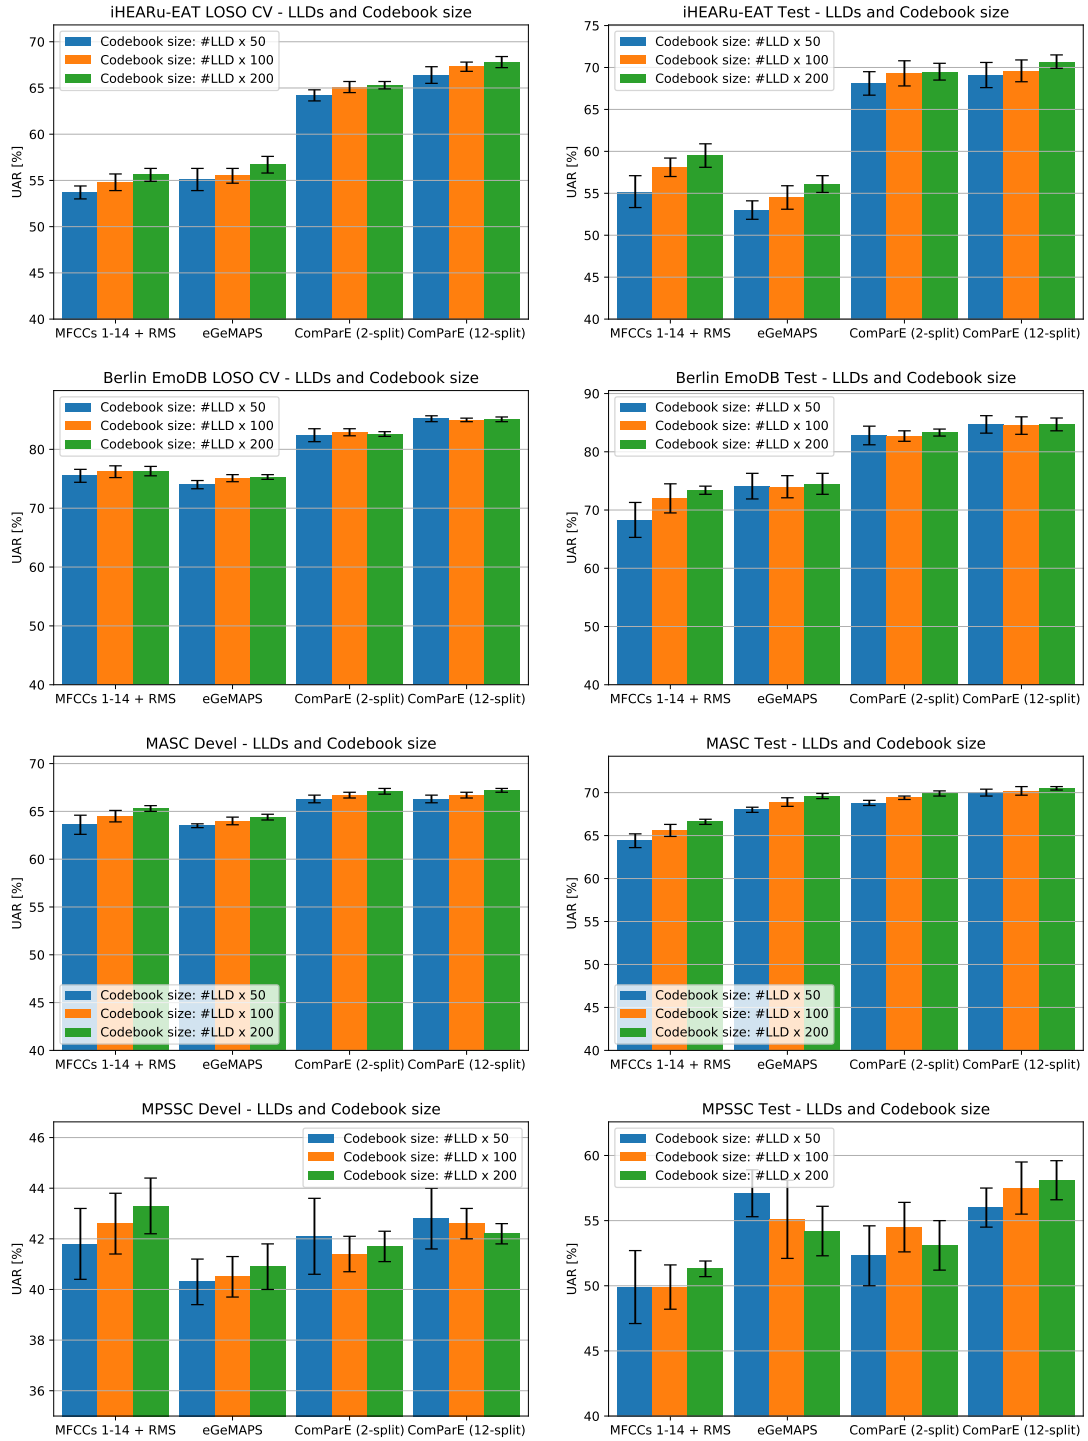 iHEARu-EAT LOSO CV - LLDs and Codebook size
UAR [%]
70
65
60
55
50
45
40
Codebook size: #LLD x 50
Codebook size: #LLD x 100
Codebook size: #LLD x 200
MFCCs 1-14 + RMS eGeMAPS ComParE (2-split) ComParE (12-split)
iHEARu-EAT Test - LLDs and Codebook size
UAR [%]
75
70
65
60
55
50
45
40
Codebook size: #LLD x 50
Codebook size: #LLD x 100
Codebook size: #LLD x 200
MFCCs 1-14 + RMS eGeMAPS ComParE (2-split) ComParE (12-split)
Berlin EmoDB LOSO CV - LLDs and Codebook size
UAR [%]
80
70
60
50
40
Codebook size: #LLD x 50
Codebook size: #LLD x 100
Codebook size: #LLD x 200
MFCCs 1-14 + RMS eGeMAPS ComParE (2-split) ComParE (12-split)
Berlin EmoDB Test - LLDs and Codebook size
UAR [%]
90
80
70
60
50
40
Codebook size: #LLD x 50
Codebook size: #LLD x 100
Codebook size: #LLD x 200
MFCCs 1-14 + RMS eGeMAPS ComParE (2-split) ComParE (12-split)
MASC Devel - LLDs and Codebook size
UAR [%]
70
65
60
55
50
45
40
Codebook size: #LLD x 50
Codebook size: #LLD x 100
Codebook size: #LLD x 200
MFCCs 1-14 + RMS eGeMAPS ComParE (2-split) ComParE (12-split)
MASC Test - LLDs and Codebook size
UAR [%]
70
65
60
55
50
45
40
Codebook size: #LLD x 50
Codebook size: #LLD x 100
Codebook size: #LLD x 200
MFCCs 1-14 + RMS eGeMAPS ComParE (2-split) ComParE (12-split)
MPSSC Devel - LLDs and Codebook size
UAR [%]
46
44
42
40
38
36
Codebook size: #LLD x 50
Codebook size: #LLD x 100
Codebook size: #LLD x 200
MFCCs 1-14 + RMS eGeMAPS ComParE (2-split) ComParE (12-split)
MPSSC Test - LLDs and Codebook size
UAR [%]
60
55
50
45
40
Codebook size: #LLD x 50
Codebook size: #LLD x 100
Codebook size: #LLD x 200
MFCCs 1-14 + RMS eGeMAPS ComParE (2-split) ComParE (12-split)